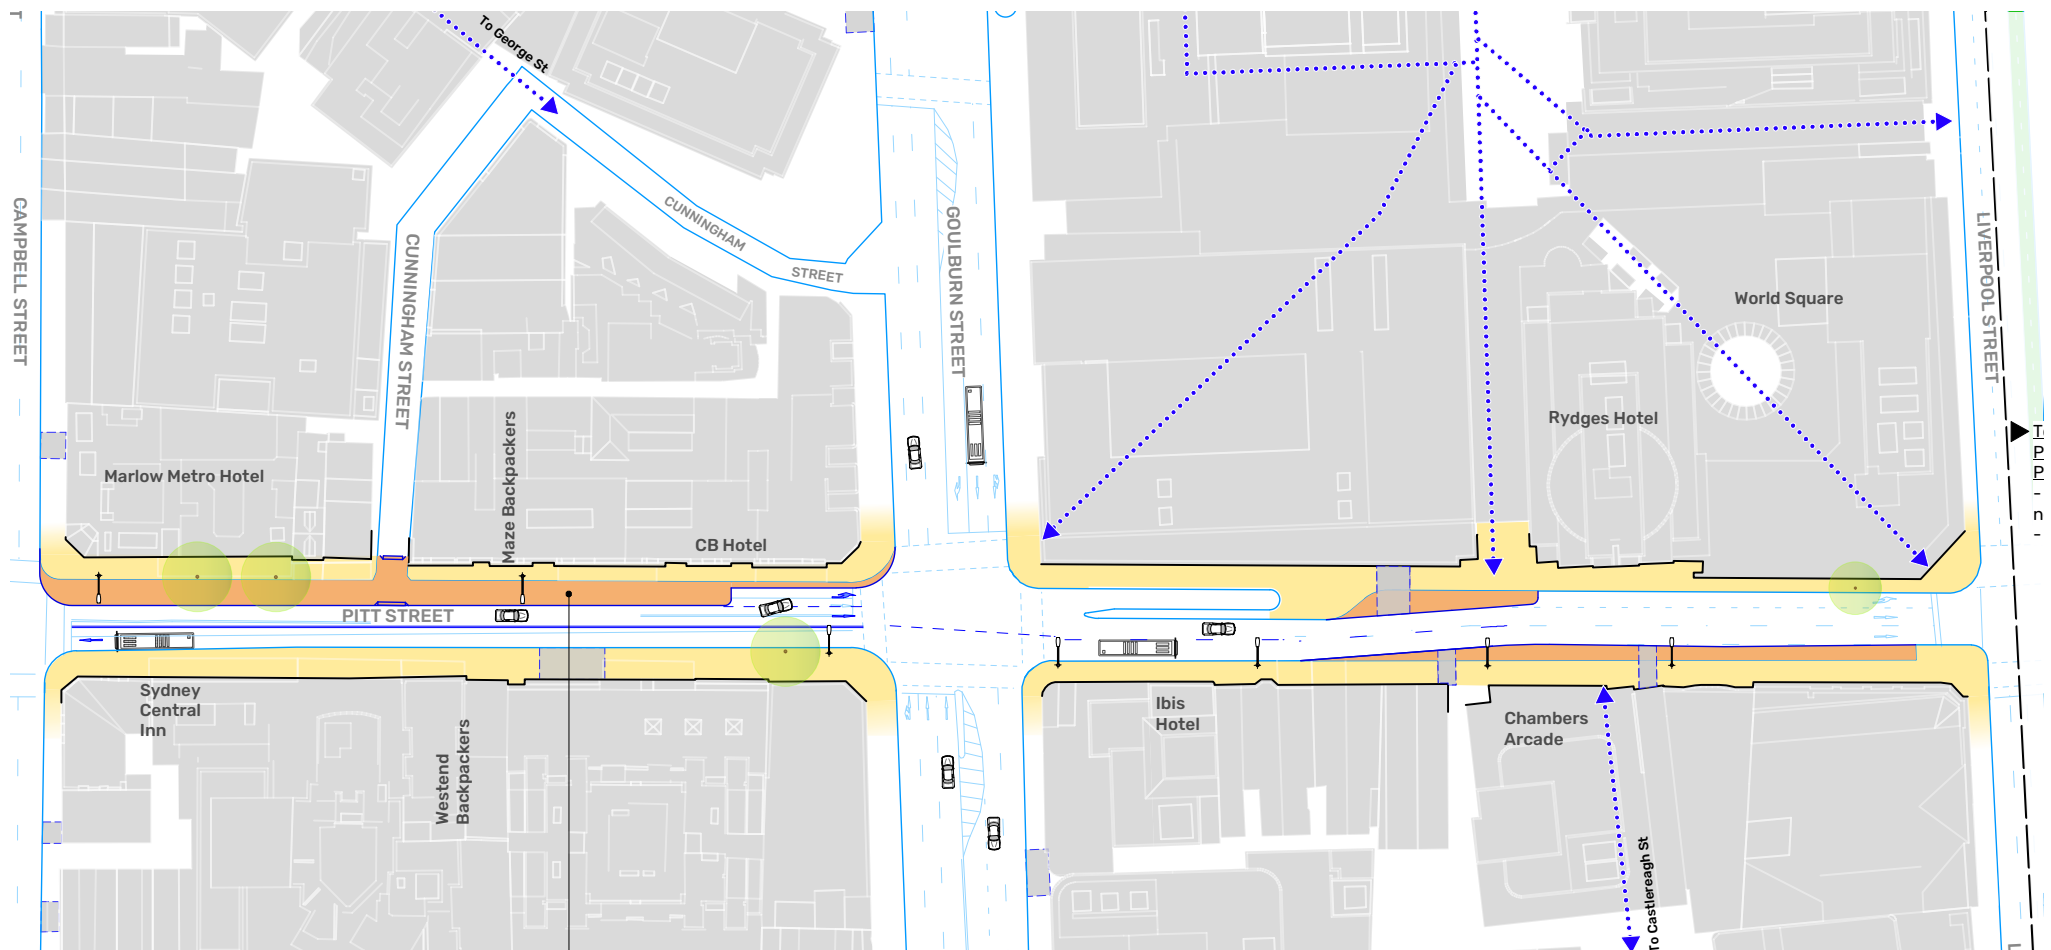 To George St
CAMPBELL STREET
CUNNINGHAM
STREET
CUNNINGHAM STREET
GOULBURN STREET
LIVERPOOL STREET
World Square
Rydges Hotel
Marlow Metro Hotel
Maze Backpackers
CB Hotel
PITT STREET
Sydney
Central
Inn
Westend
Backpackers
Ibis
Hotel
Chambers
Arcade
To Castlereagh St
P
P
-
n
-